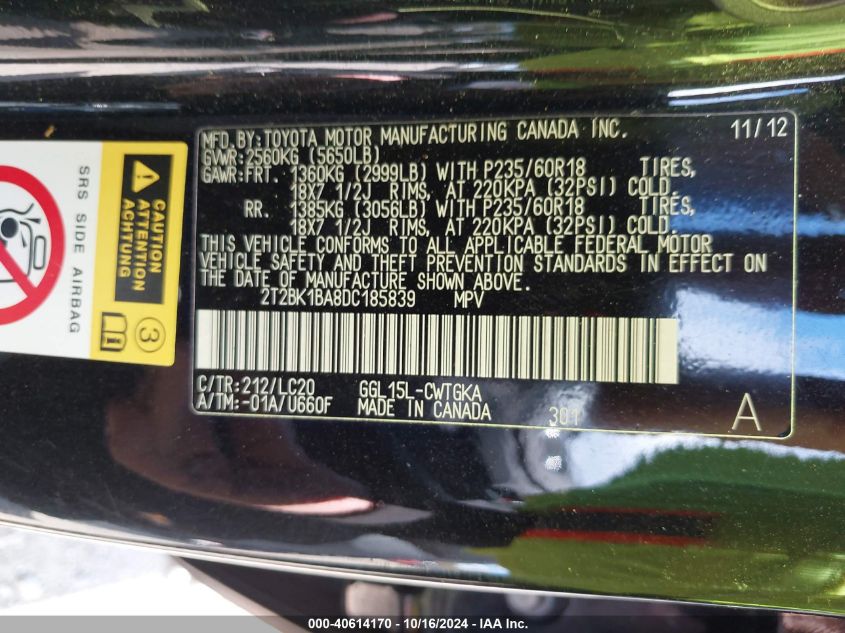 MFD. BY: TOYOTA MOTOR MANUFACTURING CANADA INC. 11/12
GVWR: 2560KG (5650LB)
GAWR: FRT. 1360KG (2999LB) WITH P235/60R18 TIRES,
18X7 1/2J RIMS, AT 220KPA (32PSI) COLD.
RR. 1385KG (3056LB) WITH P235/60R18 TIRES,
18X7 1/2J RIMS, AT 220KPA (32PSI) COLD.
THIS VEHICLE CONFORMS TO ALL APPLICABLE FEDERAL MOTOR
VEHICLE SAFETY AND THEFT PREVENTION STANDARDS IN EFFECT ON
THE DATE OF MANUFACTURE SHOWN ABOVE.
2T2BK1BA8DC185839 MPV
C/TR: 212/LC20 GGL15L-CWTGKA
A/TM: -01A/U660F MADE IN CANADA
301 A
SRS SIDE AIRBAG
CAUTION
ATTENTION
ACHTUNG
3
000-40614170 - 10/16/2024 - IAA Inc.